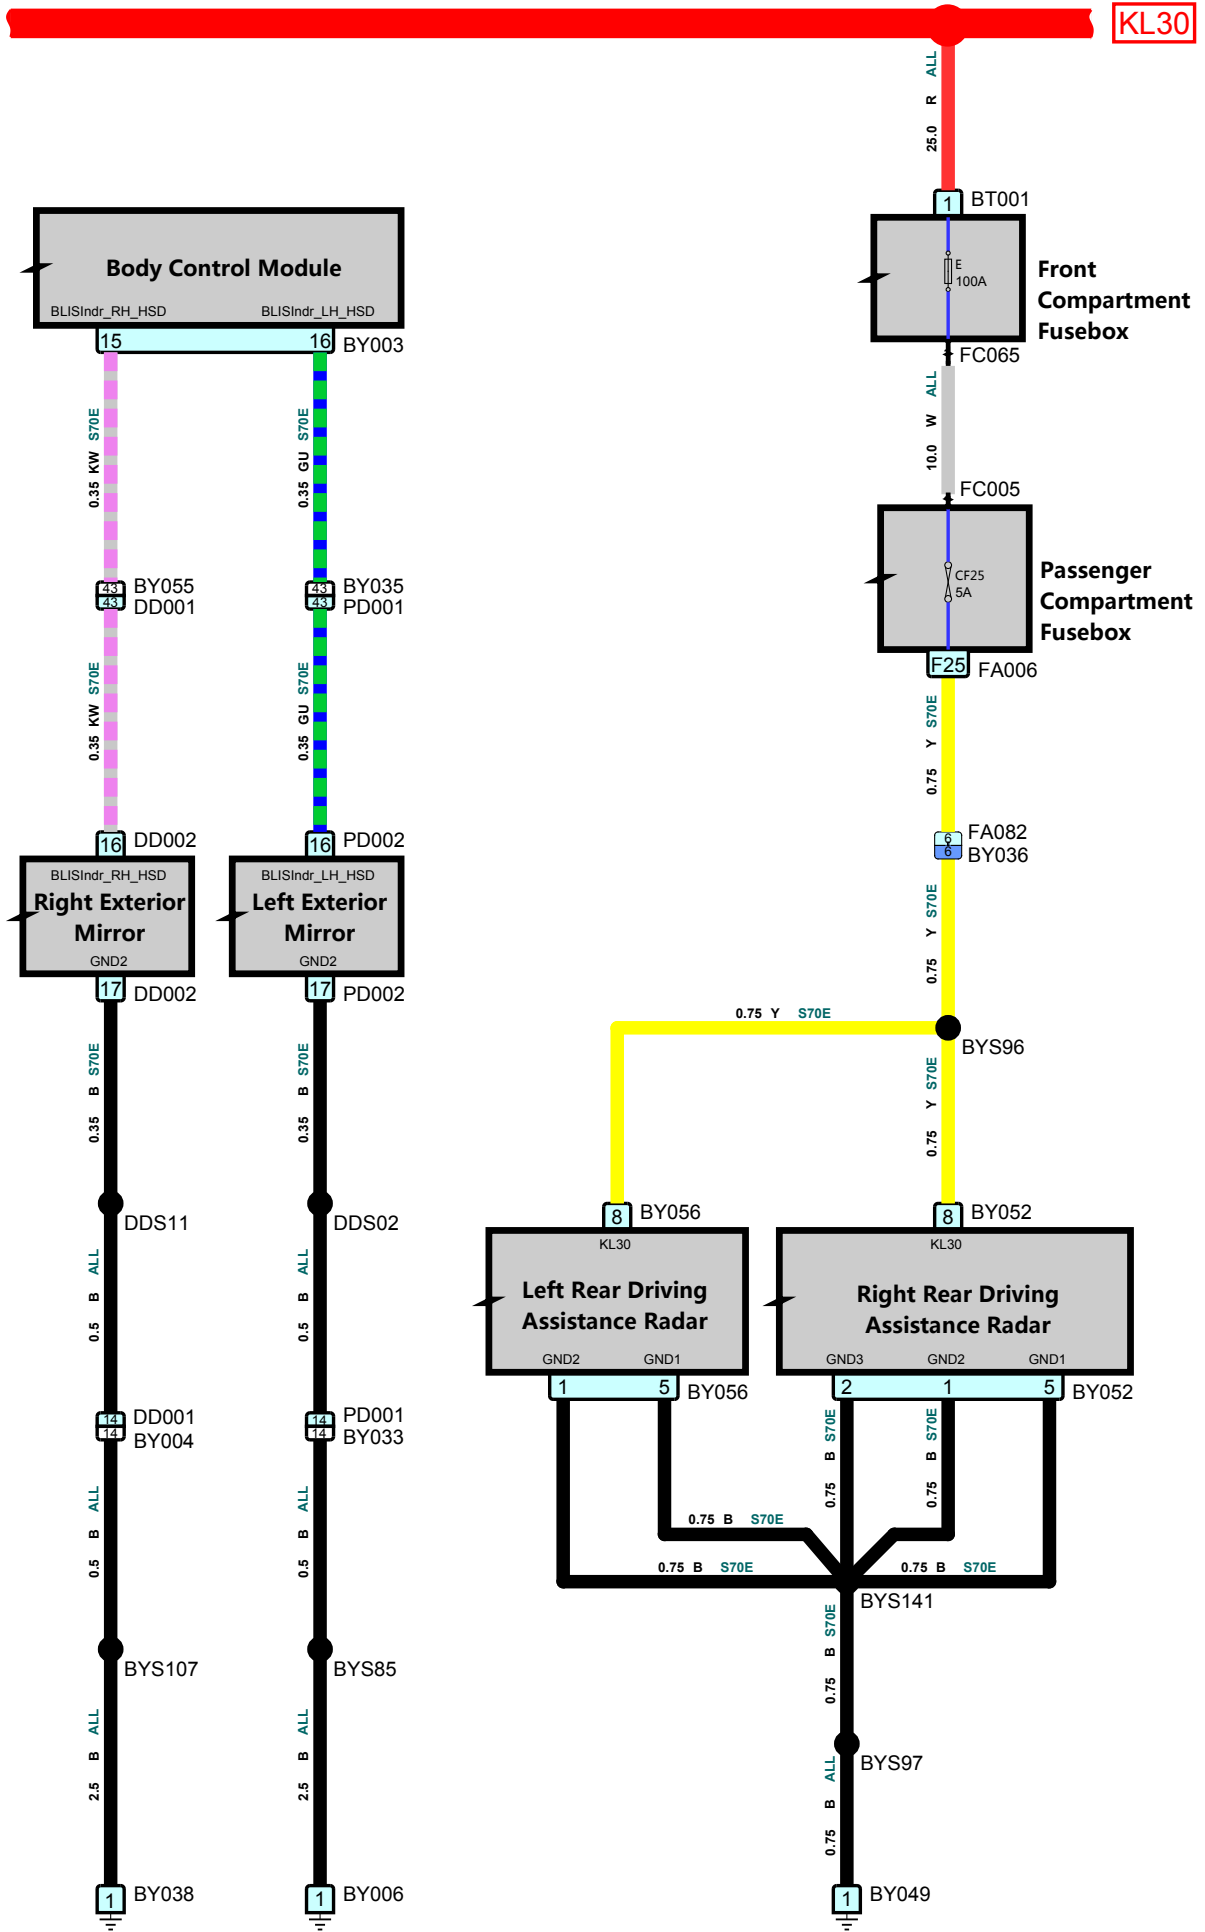 KL30
25.0 R ALL
1 BT001
E
100A
Front
Compartment
Fusebox
FC065
10.0 W ALL
FC005
CF25
5A
Passenger
Compartment
Fusebox
F25 FA006
0.75 Y S70E
6 FA082
6 BY036
0.75 Y S70E
0.75 Y S70E
BYS96
0.75 Y S70E
Body Control Module
BLISIndr_RH_HSD BLISIndr_LH_HSD
15 16 BY003
0.35 KW S70E
0.35 GU S70E
43 BY055
43 DD001
43 BY035
43 PD001
0.35 KW S70E
0.35 GU S70E
16 DD002
16 PD002
BLISIndr_RH_HSD
Right Exterior
Mirror
GND2
17 DD002
BLISIndr_LH_HSD
Left Exterior
Mirror
GND2
17 PD002
0.35 B S70E
0.35 B S70E
DDS11
DDS02
0.5 B ALL
0.5 B ALL
14 DD001
14 BY004
14 PD001
14 BY033
0.5 B ALL
0.5 B ALL
BYS107
BYS85
2.5 B ALL
2.5 B ALL
1 BY038
1 BY006
8 BY056
KL30
Left Rear Driving
Assistance Radar
GND2 GND1
1 5 BY056
8 BY052
KL30
Right Rear Driving
Assistance Radar
GND3 GND2 GND1
2 1 5 BY052
0.75 B S70E
0.75 B S70E
0.75 B S70E
0.75 B S70E
0.75 B S70E
BYS141
0.75 B S70E
BYS97
0.75 B ALL
1 BY049